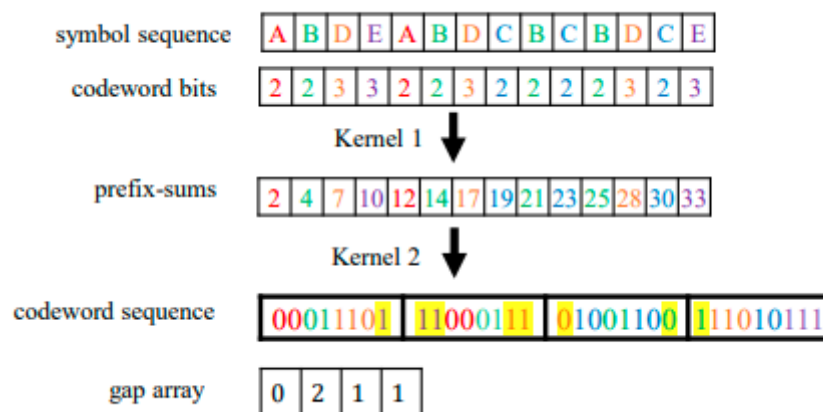 symbol sequence A B D E A B D C B C B D C E
codeword bits 2 2 3 3 2 2 3 2 2 2 2 3 2 3
Kernel 1
prefix-sums 2 4 7 10 12 14 17 19 21 23 25 28 30 33
Kernel 2
codeword sequence 00011101 11000111 01001100 111010111
gap array 0 2 1 1